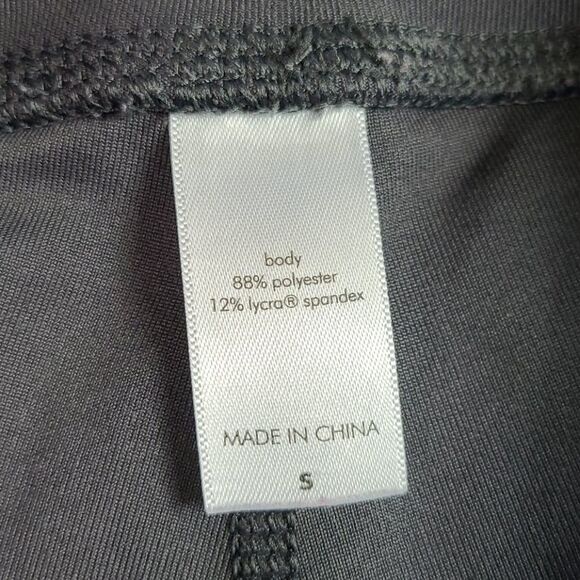 body
88% polyester
12% lycra® spandex
MADE IN CHINA
S